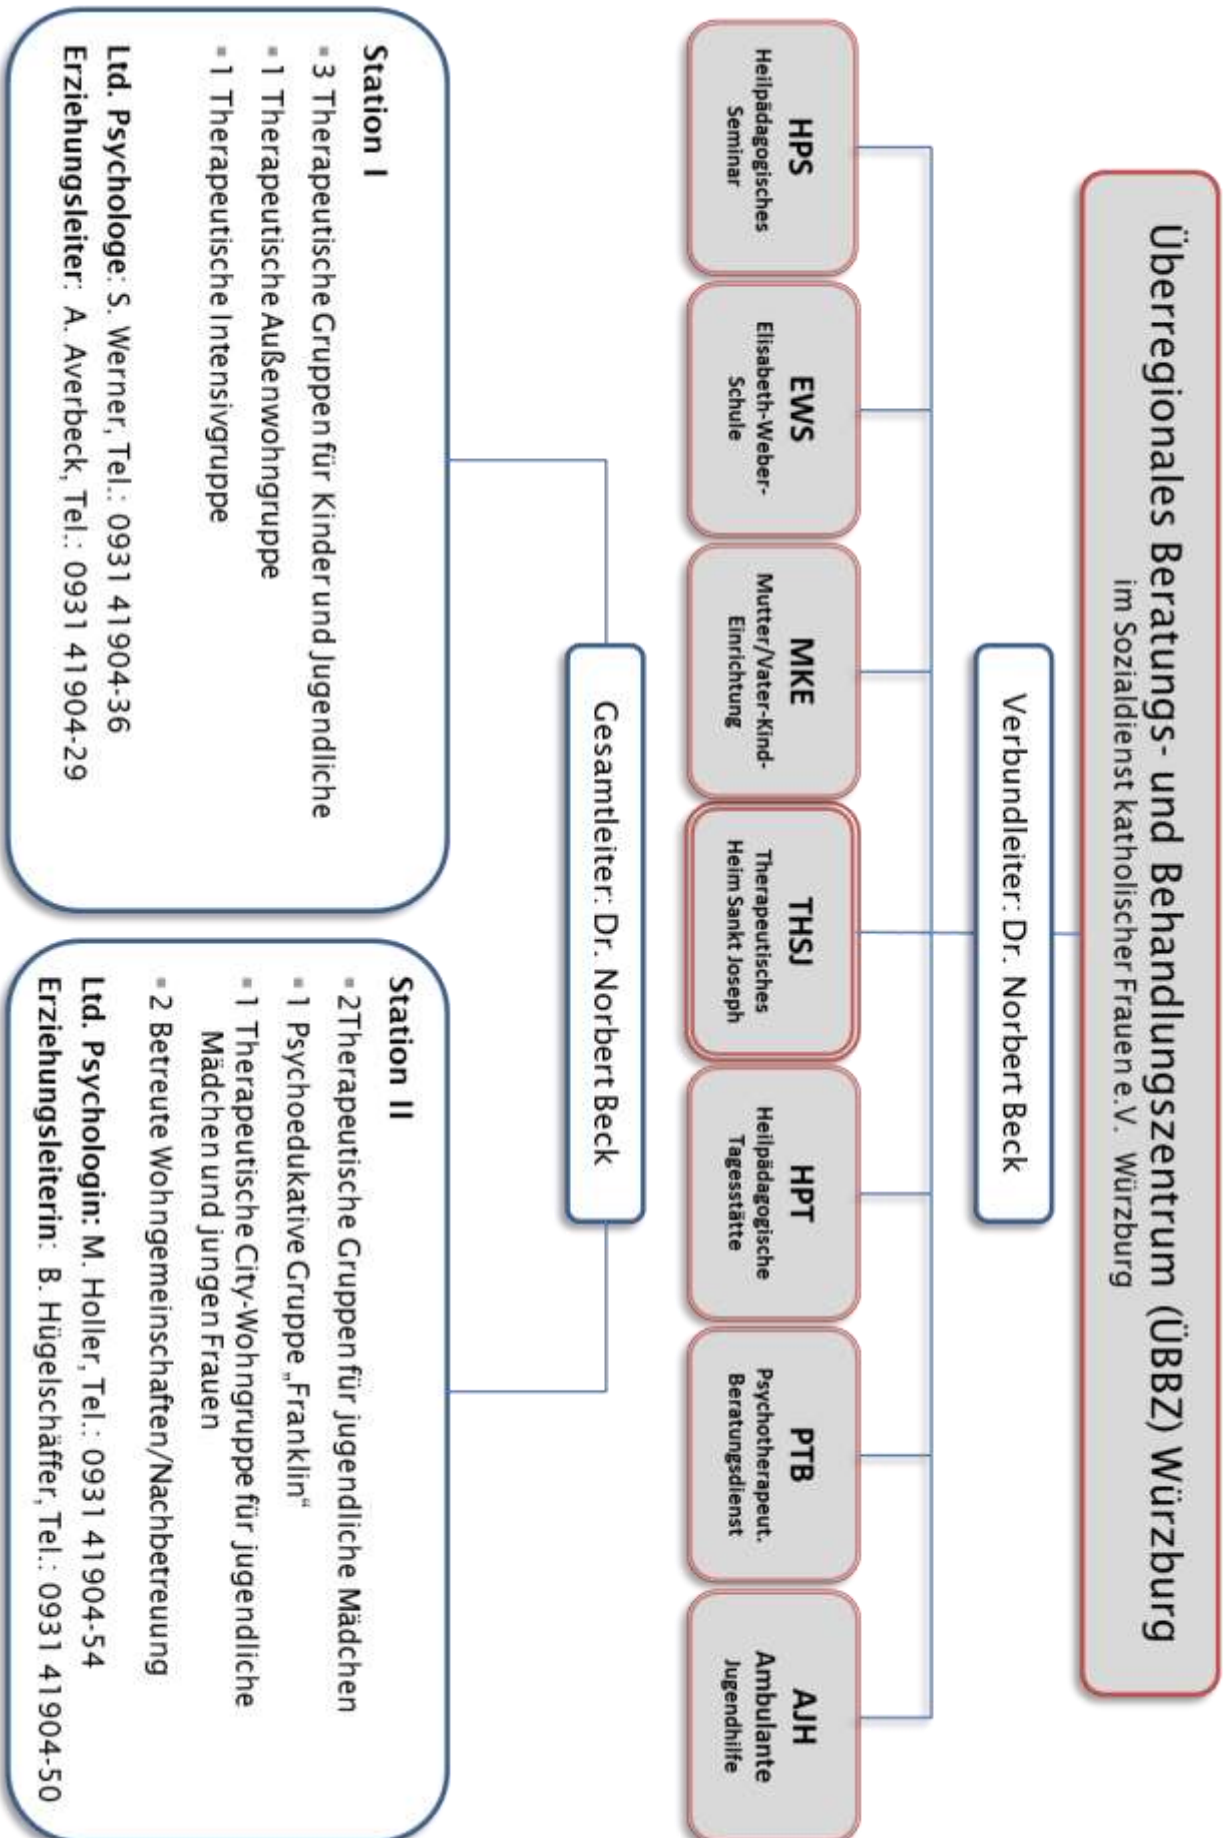 Überregionales Beratungs- und Behandlungszentrum (ÜBBZ) Würzburg
im Sozialdienst katholischer Frauen e.V. Würzburg
Verbundleiter: Dr. Norbert Beck
HPS
Heilpädagogisches
Seminar
EWS
Elisabeth-Weber-
Schule
MKE
Mutter/Vater-Kind-
Einrichtung
THSJ
Therapeutisches
Heim Sankt Joseph
HPT
Heilpädagogische
Tagesstätte
PTB
Psychotherapeut.
Beratungsdienst
AJH
Ambulante
Jugendhilfe
Gesamtleiter: Dr. Norbert Beck
Station I
▪ 3 Therapeutische Gruppen für Kinder und Jugendliche
▪ 1 Therapeutische Außenwohngruppe
▪ 1 Therapeutische Intensivgruppe
Ltd. Psychologe: S. Werner, Tel.: 0931 41904-36
Erziehungsleiter: A. Averbeck, Tel.: 0931 41904-29
Station II
▪ 2Therapeutische Gruppen für jugendliche Mädchen
▪ 1 Psychoedukative Gruppe „Franklin“
▪ 1 Therapeutische City-Wohngruppe für jugendliche
Mädchen und jungen Frauen
▪ 2 Betreute Wohngemeinschaften/Nachbetreuung
Ltd. Psychologin: M. Holler, Tel.: 0931 41904-54
Erziehungsleiterin: B. Hügelschäffer, Tel.: 0931 41904-50